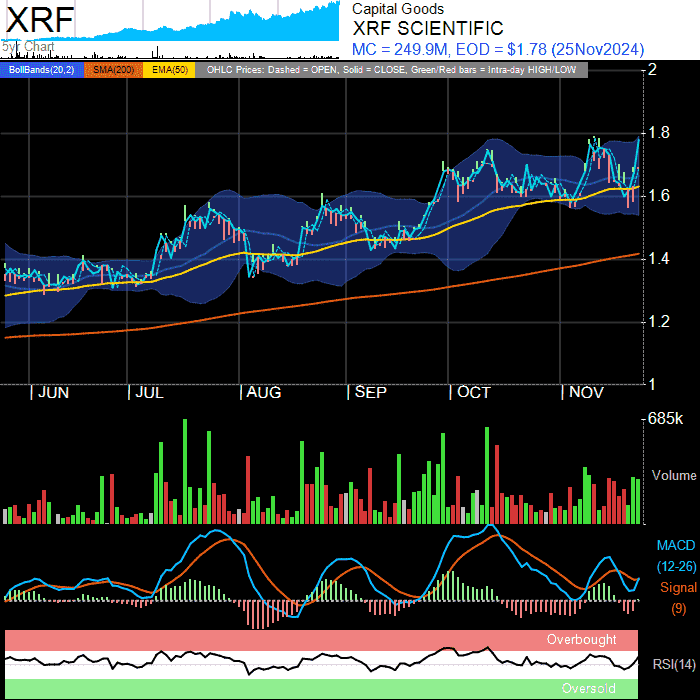 XRF
5yr Chart
Capital Goods
XRF SCIENTIFIC
MC = 249.9M, EOD = $1.78 (25Nov2024)
BollBands(20,2) SMA(200) EMA(50) OHLC Prices: Dashed = OPEN, Solid = CLOSE, Green/Red bars = Intra-day HIGH/LOW
2
1.8
1.6
1.4
1.2
1
| JUN | JUL | AUG | SEP | OCT | NOV
685k
Volume
MACD
(12-26)
Signal
(9)
Overbought
RSI(14)
Oversold